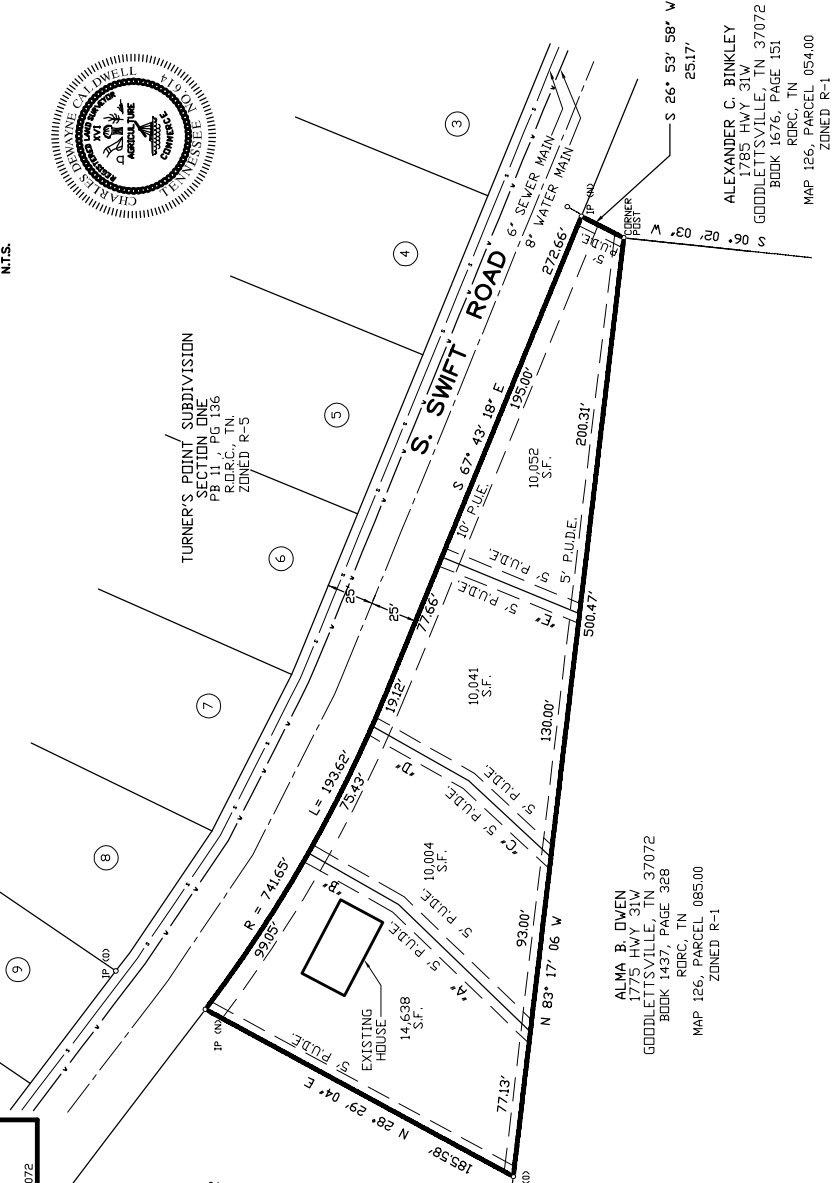 N.T.S.
CHARLES DEWAYNE CALDWELL
TENNESSEE NO 614
REGISTERED LAND SURVEYOR
XVI
AGRICULTURE
COMMERCE
3
4
5
6
7
8
9
TURNER'S POINT SUBDIVISION
SECTION ONE
PB 11 , PG 136
R.O.R.C., TN.
ZONED R-5
S. SWIFT ROAD
6" SEWER MAIN
8" WATER MAIN
S 26° 53' 58" W
25.17'
ALEXANDER C. BINKLEY
1785 HWY 31W
GOODLETTSVILLE, TN 37072
BOOK 1676, PAGE 151
RORC, TN
MAP 126, PARCEL 054.00
ZONED R-1
IP (N)
CORNER
POST
S 06° 02' 03" W
5'
P.U.D.E.
272.66'
S 67° 43' 18" E
195.00'
200.31'
10,052
S.F.
10' P.U.E.
5' P.U.D.E.
5' P.U.D.E.
5' P.U.D.E.
"E"
25'
25'
77.66'
500.47'
19.12'
10,041
S.F.
130.00'
"D"
"C"
5' P.U.D.E.
5' P.U.D.E.
L= 193.62'
75.43'
R = 741.65'
10,004
S.F.
93.00'
N 83° 17' 06 W
"B"
"A"
5' P.U.D.E.
5' P.U.D.E.
99.05'
EXISTING
HOUSE
14,638
S.F.
77.13'
IP (O)
IP (N)
5' P.U.D.E.
N 28° 29' 04" E
185.58'
(O)
ALMA B. OWEN
1775 HWY 31W
GOODLETTSVILLE, TN 37072
BOOK 1437, PAGE 328
RORC, TN
MAP 126, PARCEL 085.00
ZONED R-1
072